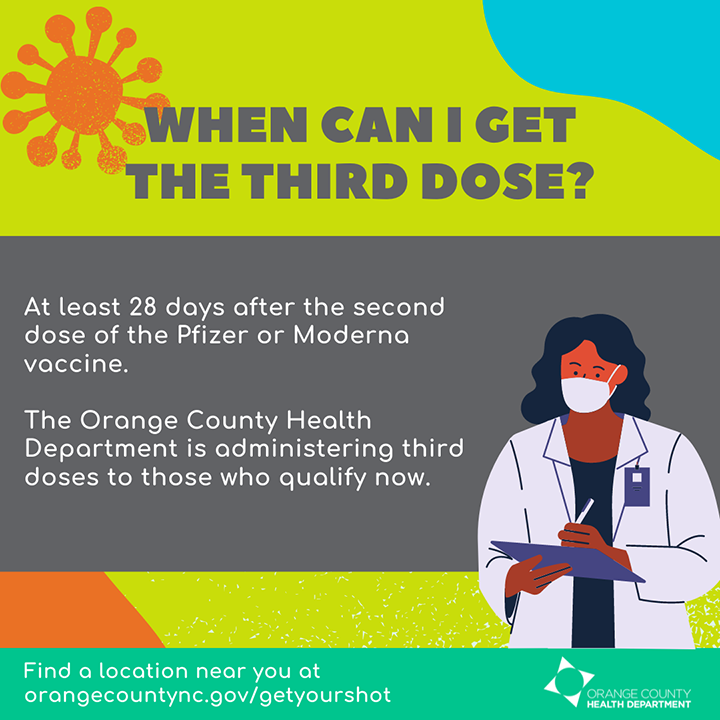 WHEN CAN I GET
THE THIRD DOSE?
At least 28 days after the second
dose of the Pfizer or Moderna
vaccine.
The Orange County Health
Department is administering third
doses to those who qualify now.
Find a location near you at
orangecountync.gov/getyourshot
ORANGE COUNTY
HEALTH DEPARTMENT